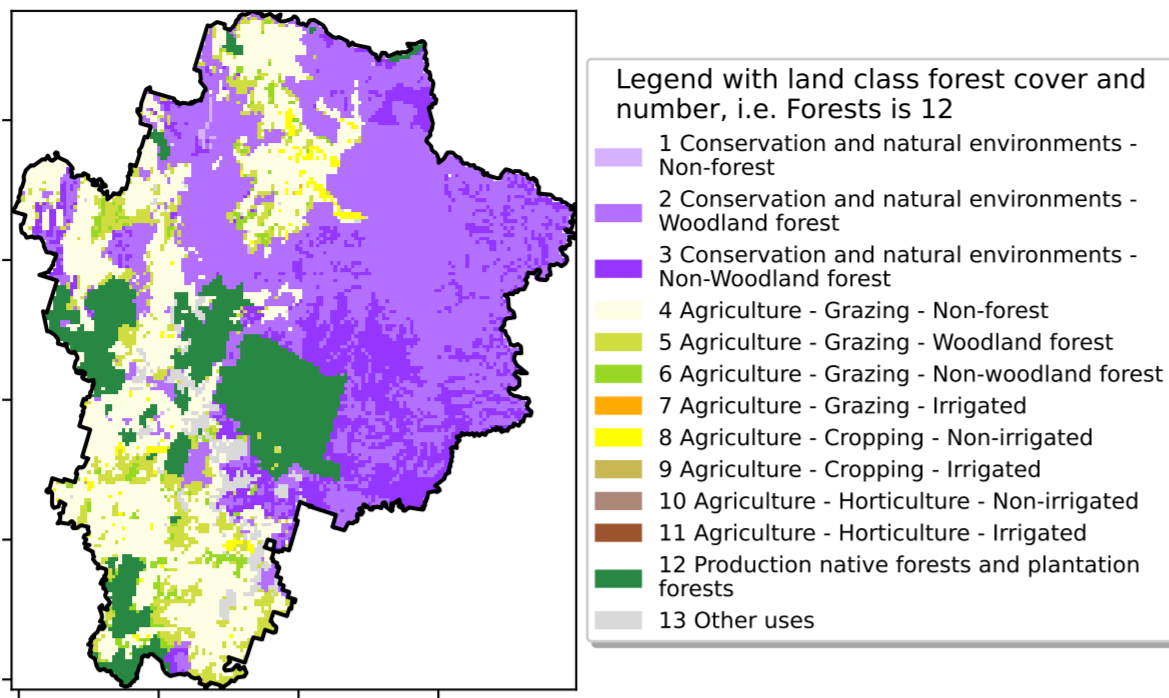 Legend with land class forest cover and
number, i.e. Forests is 12
1 Conservation and natural environments -
Non-forest
2 Conservation and natural environments -
Woodland forest
3 Conservation and natural environments -
Non-Woodland forest
4 Agriculture - Grazing - Non-forest
5 Agriculture - Grazing - Woodland forest
6 Agriculture - Grazing - Non-woodland forest
7 Agriculture - Grazing - Irrigated
8 Agriculture - Cropping - Non-irrigated
9 Agriculture - Cropping - Irrigated
10 Agriculture - Horticulture - Non-irrigated
11 Agriculture - Horticulture - Irrigated
12 Production native forests and plantation
forests
13 Other uses